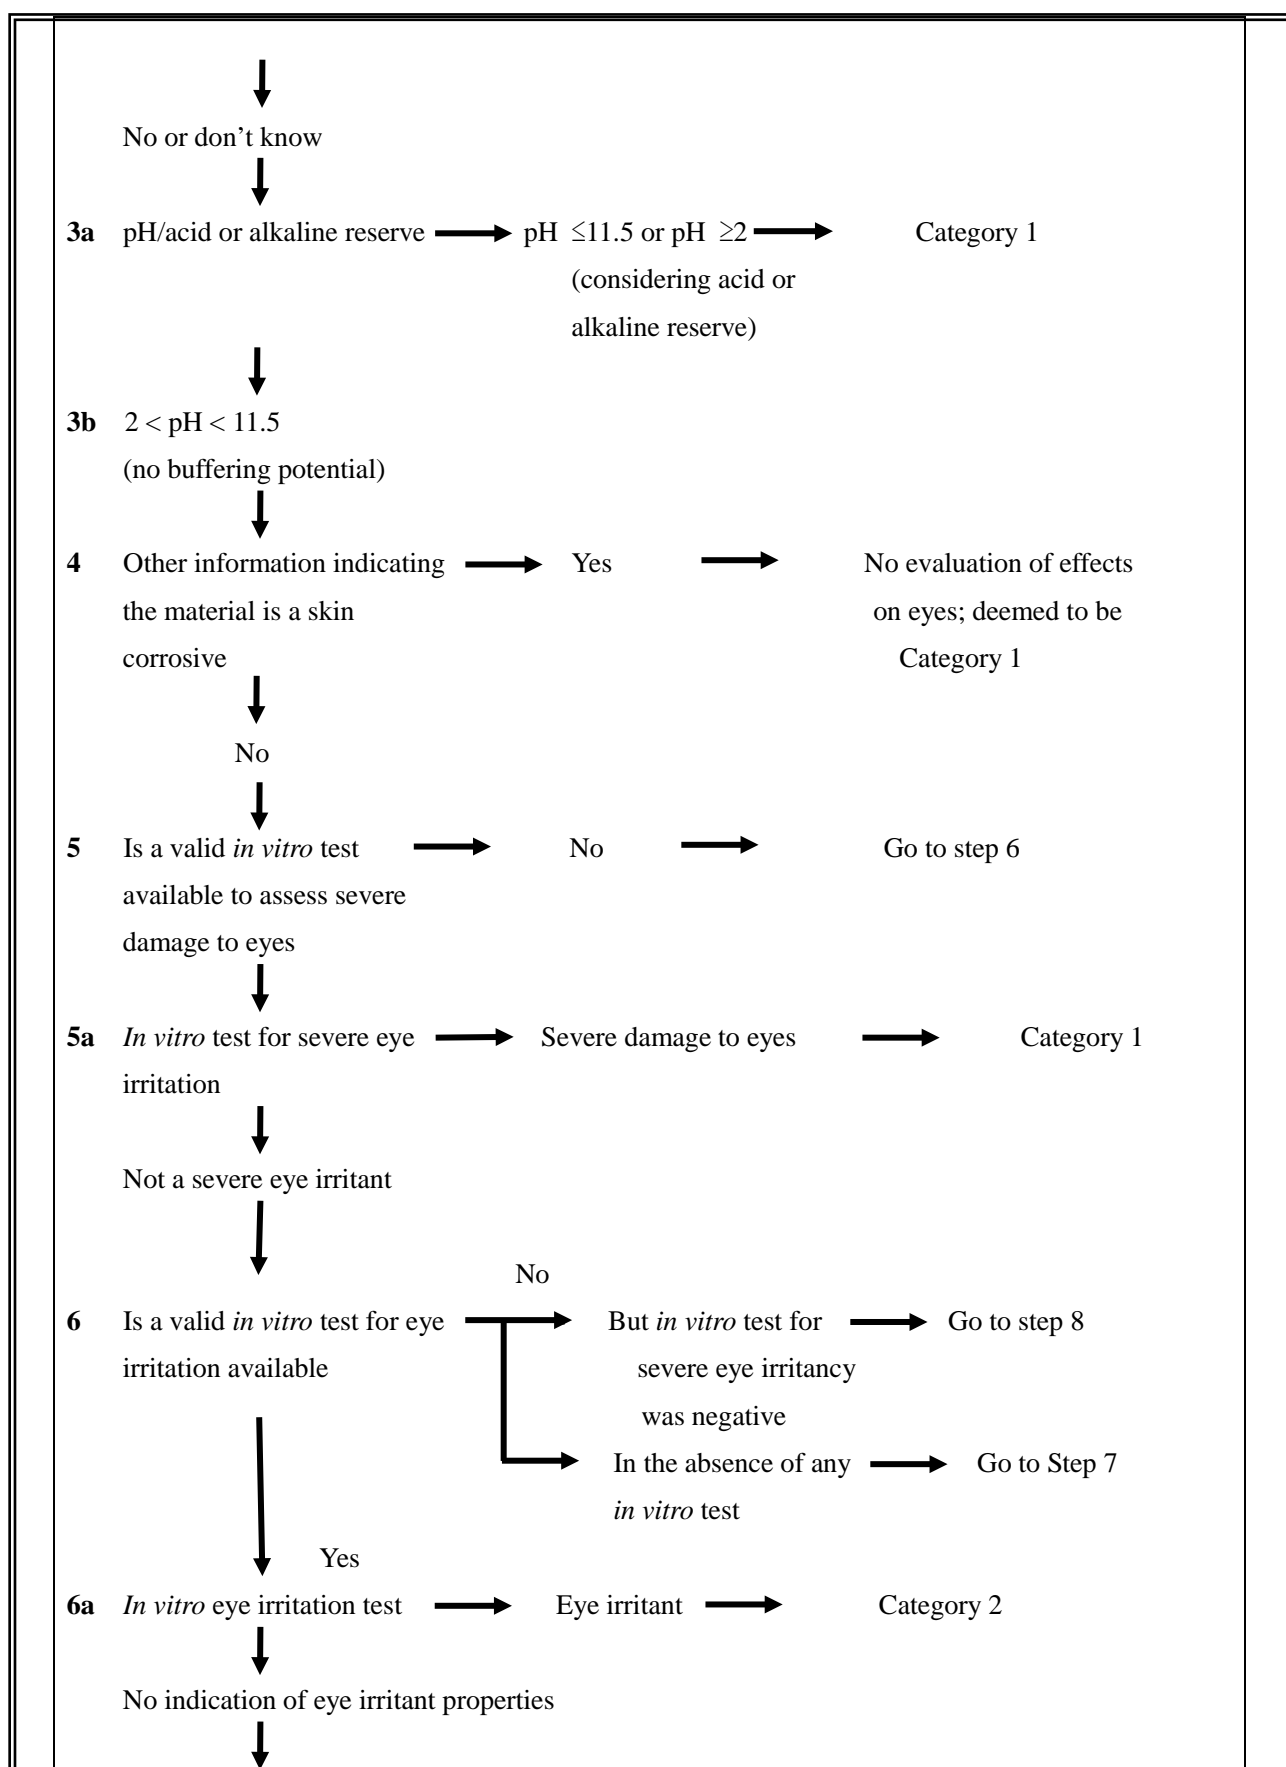 No or don’t know
3a pH/acid or alkaline reserve pH ≤11.5 or pH ≥2 Category 1
(considering acid or
alkaline reserve)
3b 2 < pH < 11.5
(no buffering potential)
4 Other information indicating Yes No evaluation of effects
the material is a skin on eyes; deemed to be
corrosive Category 1
No
5 Is a valid in vitro test No Go to step 6
available to assess severe
damage to eyes
5a In vitro test for severe eye Severe damage to eyes Category 1
irritation
Not a severe eye irritant
No
6 Is a valid in vitro test for eye But in vitro test for Go to step 8
irritation available severe eye irritancy
was negative
In the absence of any Go to Step 7
in vitro test
Yes
6a In vitro eye irritation test Eye irritant Category 2
No indication of eye irritant properties